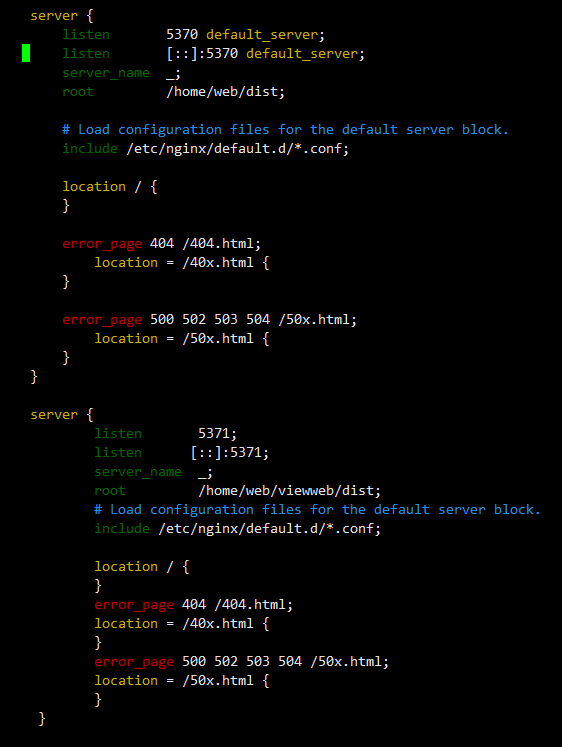 server {
listen 5370 default_server;
listen [::]:5370 default_server;
server_name _;
root /home/web/dist;
# Load configuration files for the default server block.
include /etc/nginx/default.d/*.conf;
location / {
}
error_page 404 /404.html;
location = /40x.html {
}
error_page 500 502 503 504 /50x.html;
location = /50x.html {
}
}
server {
listen 5371;
listen [::]:5371;
server_name _;
root /home/web/viewweb/dist;
# Load configuration files for the default server block.
include /etc/nginx/default.d/*.conf;
location / {
}
error_page 404 /404.html;
location = /40x.html {
}
error_page 500 502 503 504 /50x.html;
location = /50x.html {
}
}